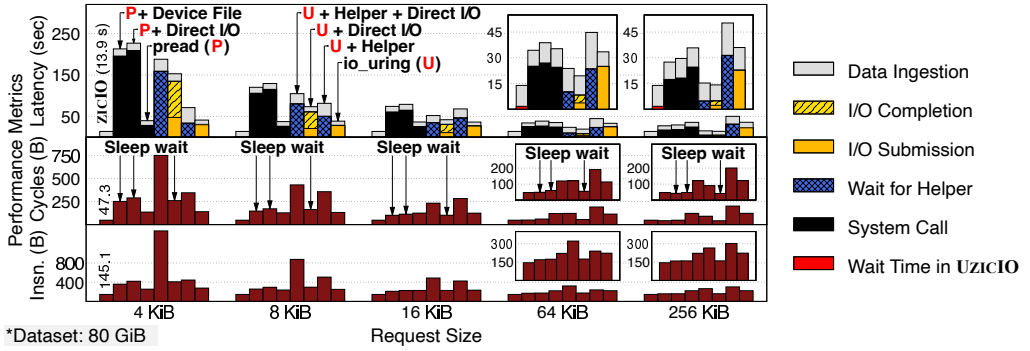 Performance Metrics
Latency (sec)
250
150
50
UZICIO (13.9 s)
P+ Device File
P+ Direct I/O
pread (P)
U + Helper + Direct I/O
U + Direct I/O
U + Helper
io_uring (U)
45
30
15
45
30
15
Cycles (B)
750
500
250
47.3
Sleep wait
Sleep wait
Sleep wait
Sleep wait
200
100
Sleep wait
200
100
Insn. (B)
800
400
145.1
300
150
300
150
4 KiB
8 KiB
16 KiB
64 KiB
256 KiB
Request Size
*Dataset: 80 GiB
Data Ingestion
I/O Completion
I/O Submission
Wait for Helper
System Call
Wait Time in UZICIO